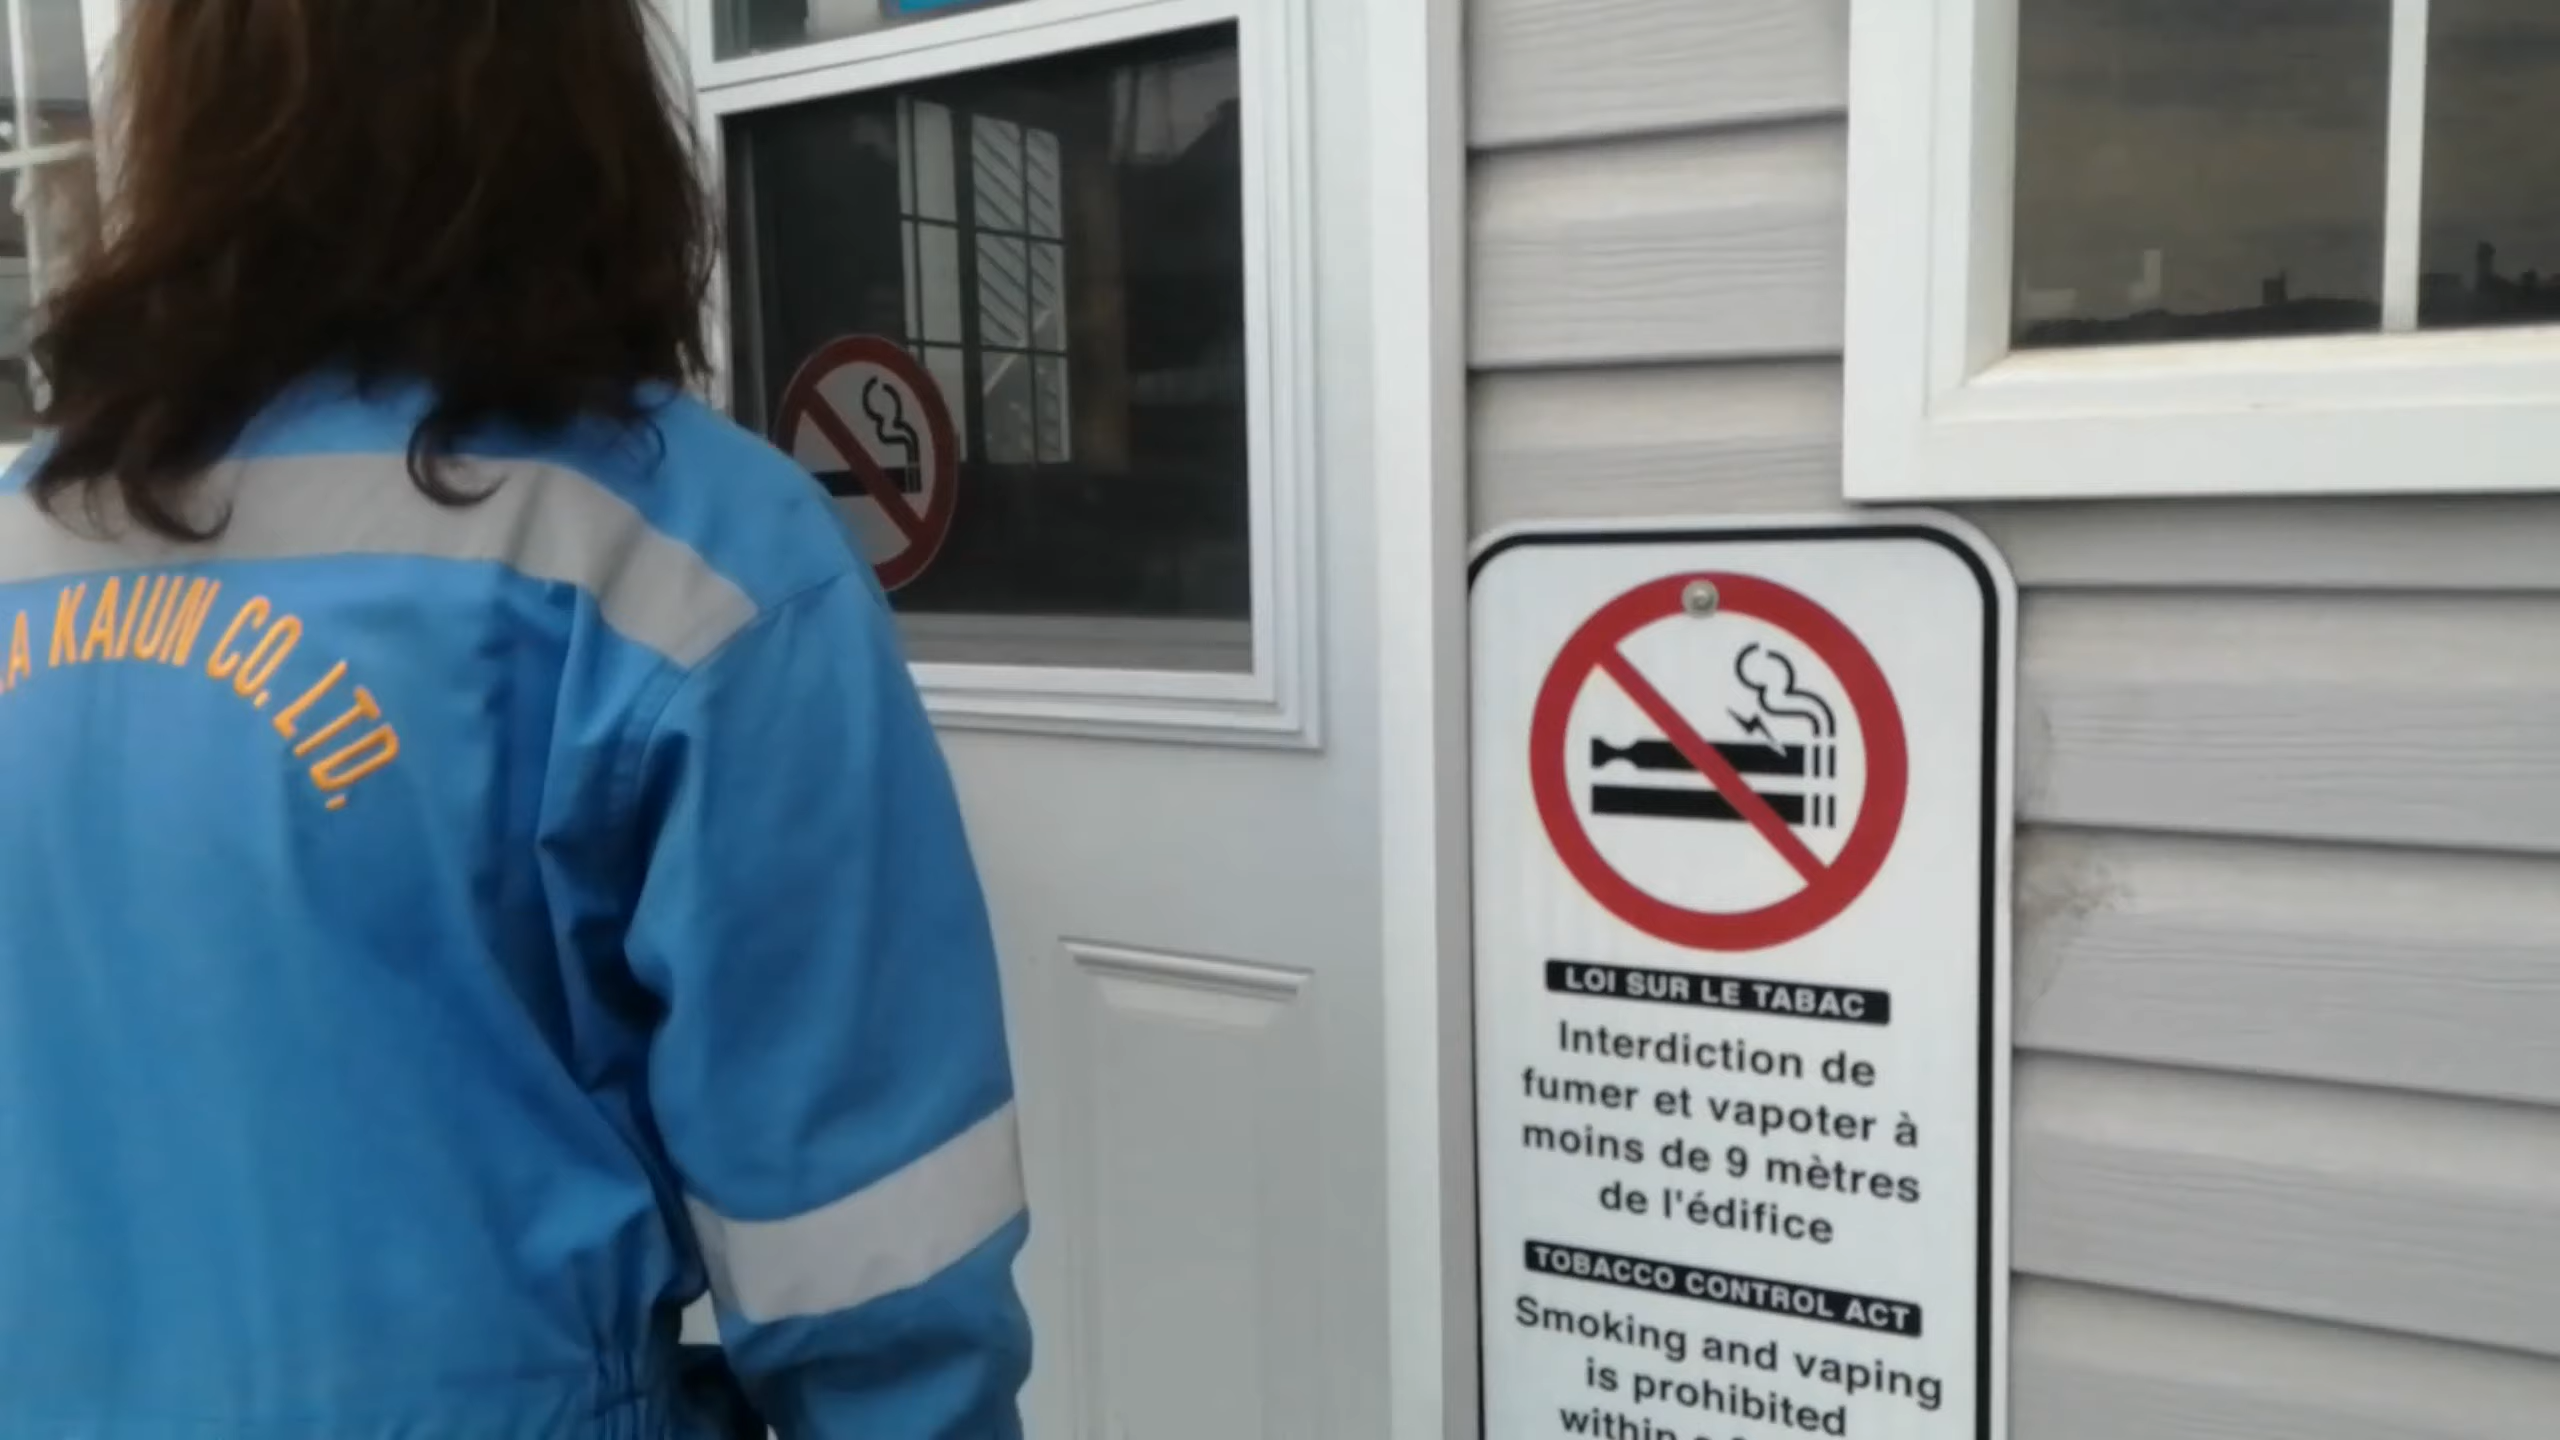 KAIUN CO. LTD.
LOI SUR LE TABAC
Interdiction de
fumer et vapoter à
moins de 9 mètres
de l'édifice
TOBACCO CONTROL ACT
Smoking and vaping
is prohibited
within